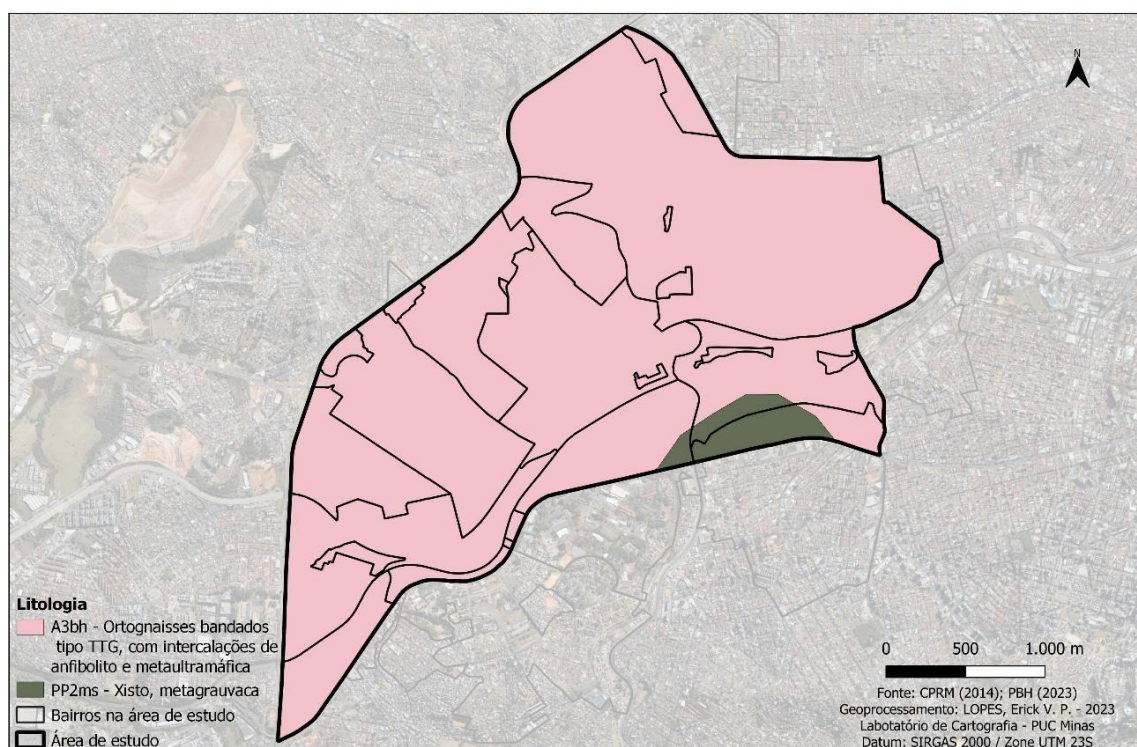 N
Litologia
A3bh - Ortognaisses bandados
tipo TTG, com intercalações de
anfibolito e metaultramáfica
PP2ms - Xisto, metagrauvaca
Bairros na área de estudo
Área de estudo
0 500 1.000 m
Fonte: CPRM (2014); PBH (2023)
Geoprocessamento: LOPES, Erick V. P. - 2023
Labotatório de Cartografia - PUC Minas
Datum: SIRGAS 2000 / Zone UTM 23S